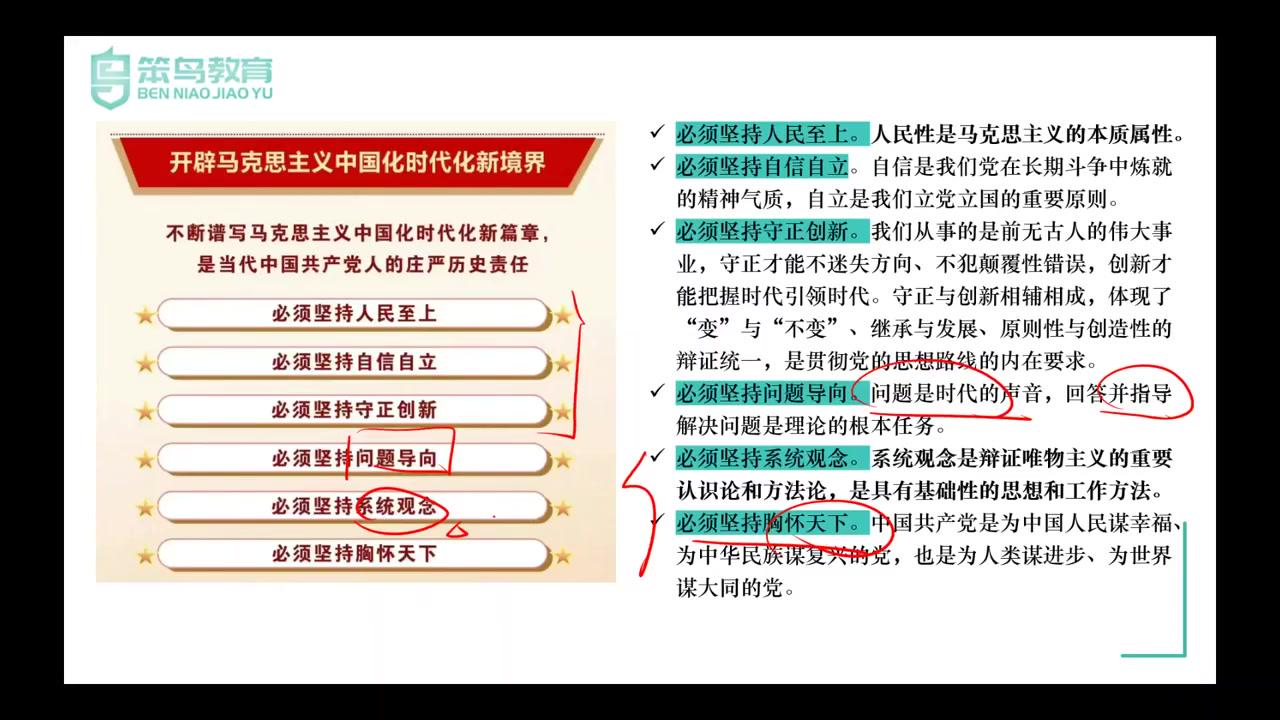 笨鸟教育
BEN NIAO JIAO YU
开辟马克思主义中国化时代化新境界
不断谱写马克思主义中国化时代化新篇章，
是当代中国共产党人的庄严历史责任
必须坚持人民至上
必须坚持自信自立
必须坚持守正创新
必须坚持问题导向
必须坚持系统观念
必须坚持胸怀天下
✓ 必须坚持人民至上。人民性是马克思主义的本质属性。
✓ 必须坚持自信自立。自信是我们党在长期斗争中炼就
的精神气质，自立是我们立党立国的重要原则。
✓ 必须坚持守正创新。我们从事的是前无古人的伟大事
业，守正才能不迷失方向、不犯颠覆性错误，创新才
能把握时代引领时代。守正与创新相辅相成，体现了
“变”与“不变”、继承与发展、原则性与创造性的
辩证统一，是贯彻党的思想路线的内在要求。
✓ 必须坚持问题导向。问题是时代的声音，回答并指导
解决问题是理论的根本任务。
✓ 必须坚持系统观念。系统观念是辩证唯物主义的重要
认识论和方法论，是具有基础性的思想和工作方法。
✓ 必须坚持胸怀天下。中国共产党是为中国人民谋幸福、
为中华民族谋复兴的党，也是为人类谋进步、为世界
谋大同的党。